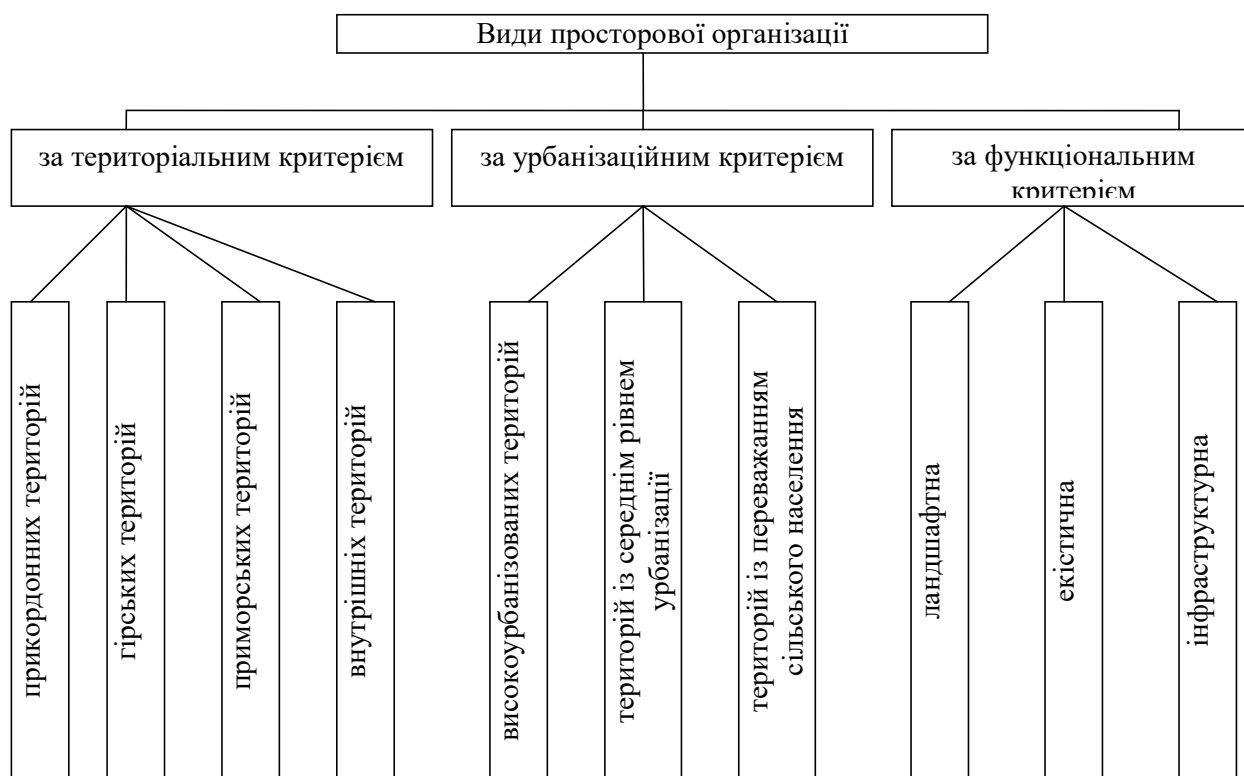 Види просторової організації
за територіальним критерієм
за урбанізаційним критерієм
за функціональним
критерієм
прикордонних територій
гірських територій
приморських територій
внутрішніх територій
високоурбанізованих територій
територій із середнім рівнем
урбанізації
територій із переважанням
сільського населення
ландшафтна
екістична
інфраструктурна